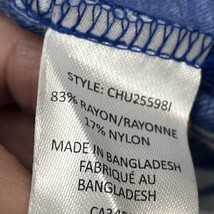 STYLE: CHU25598I
83% RAYON/RAYONNE
17% NYLON
MADE IN BANGLADESH
FABRIQUÉ AU
BANGLADESH